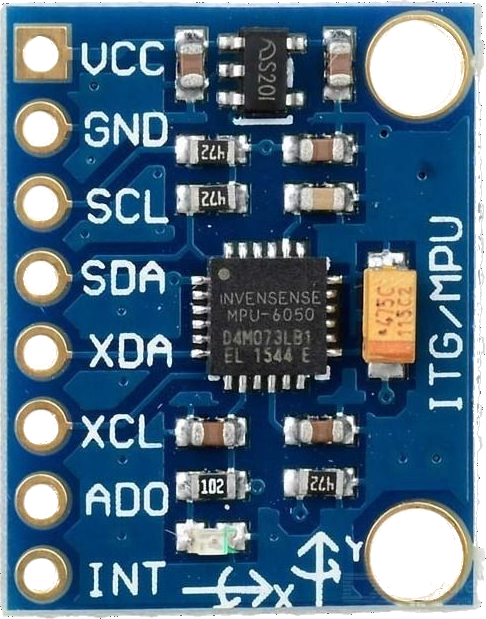 VCC
GND
SCL
SDA
XDA
XCL
ADO
INT
S20I
472
472
INVENSENSE
MPU-6050
D4M073LB1
EL 1544 E
475C
115C2
ITG/MPU
102
472
X
Y